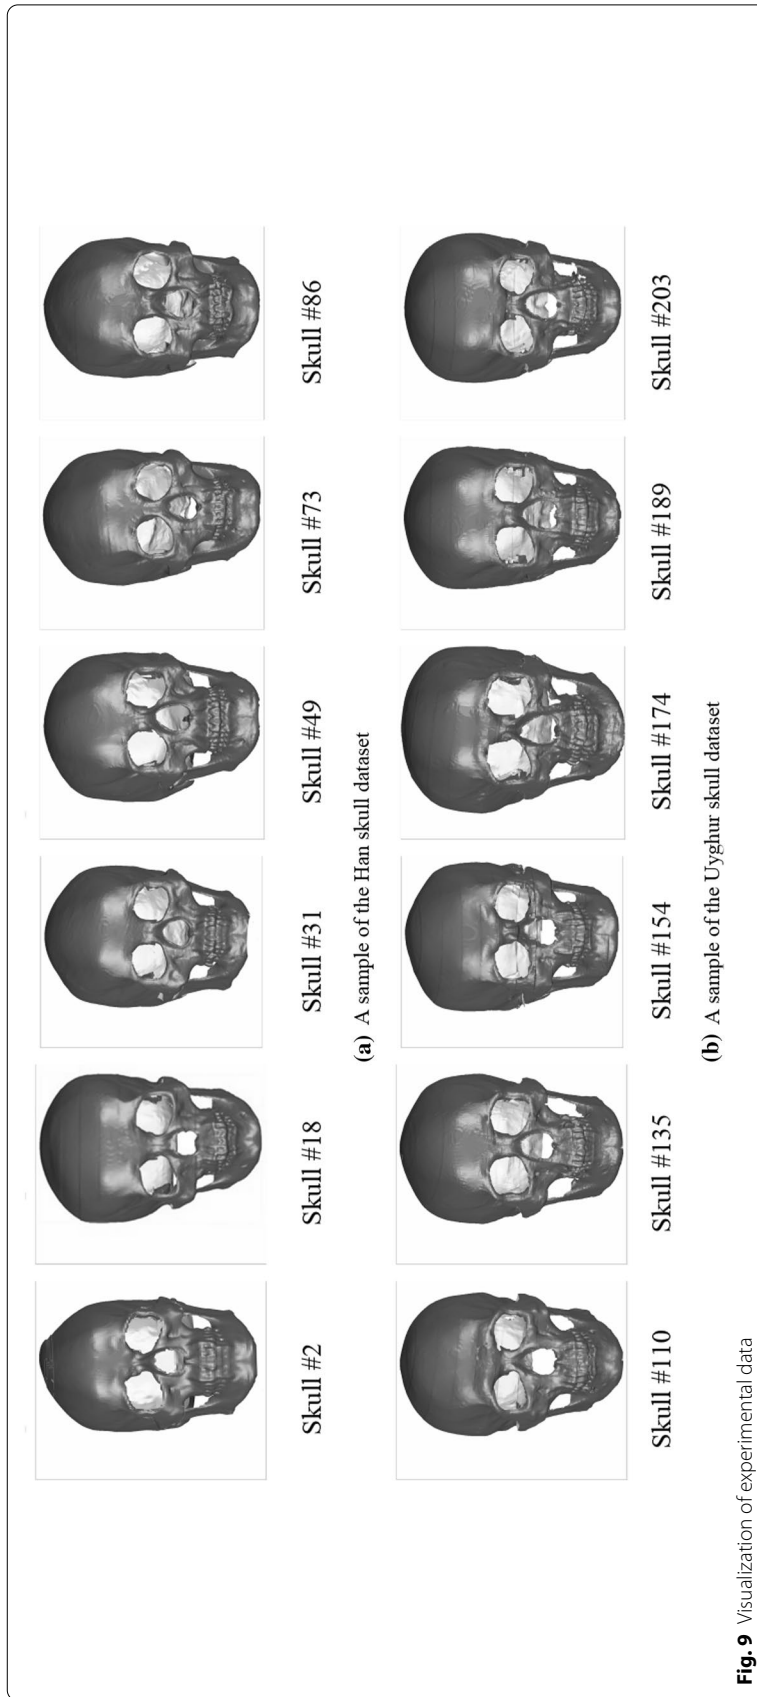 Skull #2
Skull #18
Skull #31
Skull #49
Skull #73
Skull #86
(a) A sample of the Han skull dataset
Skull #110
Skull #135
Skull #154
Skull #174
Skull #189
Skull #203
(b) A sample of the Uyghur skull dataset
Fig. 9 Visualization of experimental data